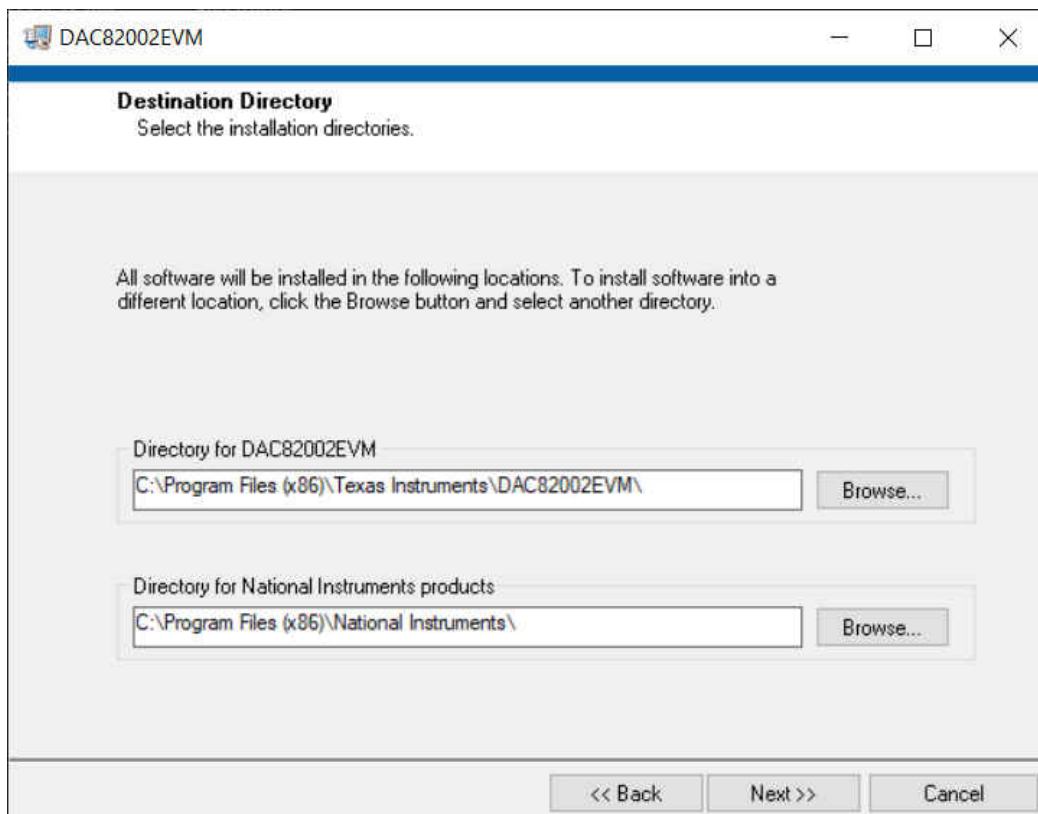 DAC82002EVM
Destination Directory
Select the installation directories.
All software will be installed in the following locations. To install software into a
different location, click the Browse button and select another directory.
Directory for DAC82002EVM
C:\Program Files (x86)\Texas Instruments\DAC82002EVM\
Browse...
Directory for National Instruments products
C:\Program Files (x86)\National Instruments\
Browse...
<< Back
Next >>
Cancel